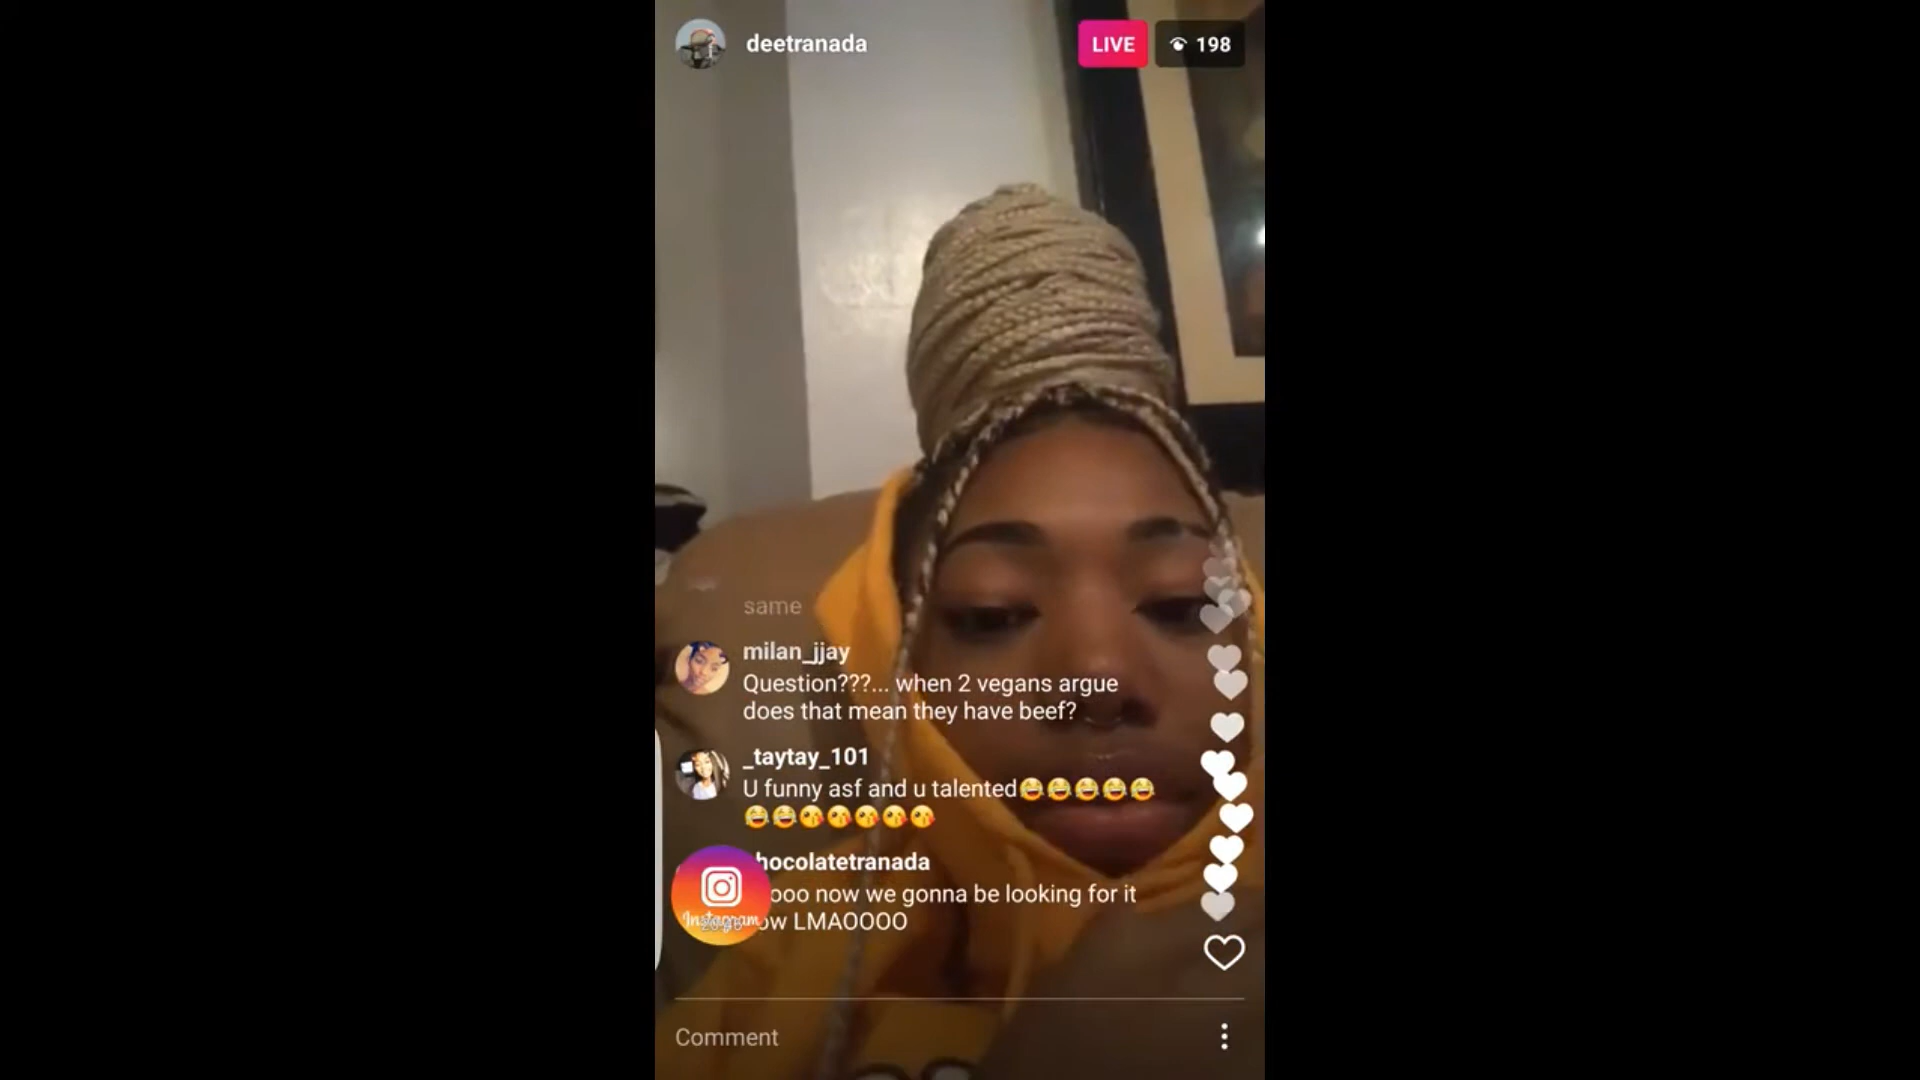 deetranada
LIVE
198
same
milan_jjay
Question???... when 2 vegans argue
does that mean they have beef?
_taytay_101
U funny asf and u talented😂😂😂😂😂
😂😂😘😘😘😘😘
hocolatetranada
ooo now we gonna be looking for it
ow LMAOOOO
Instagram
Comment